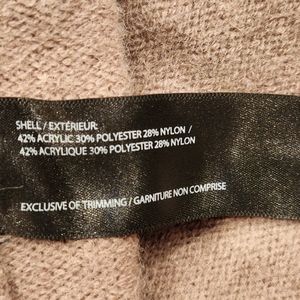 SHELL / EXTÉRIEUR:
42% ACRYLIC 30% POLYESTER 28% NYLON /
42% ACRYLIQUE 30% POLYESTER 28% NYLON
EXCLUSIVE OF TRIMMING / GARNITURE NON COMPRISE